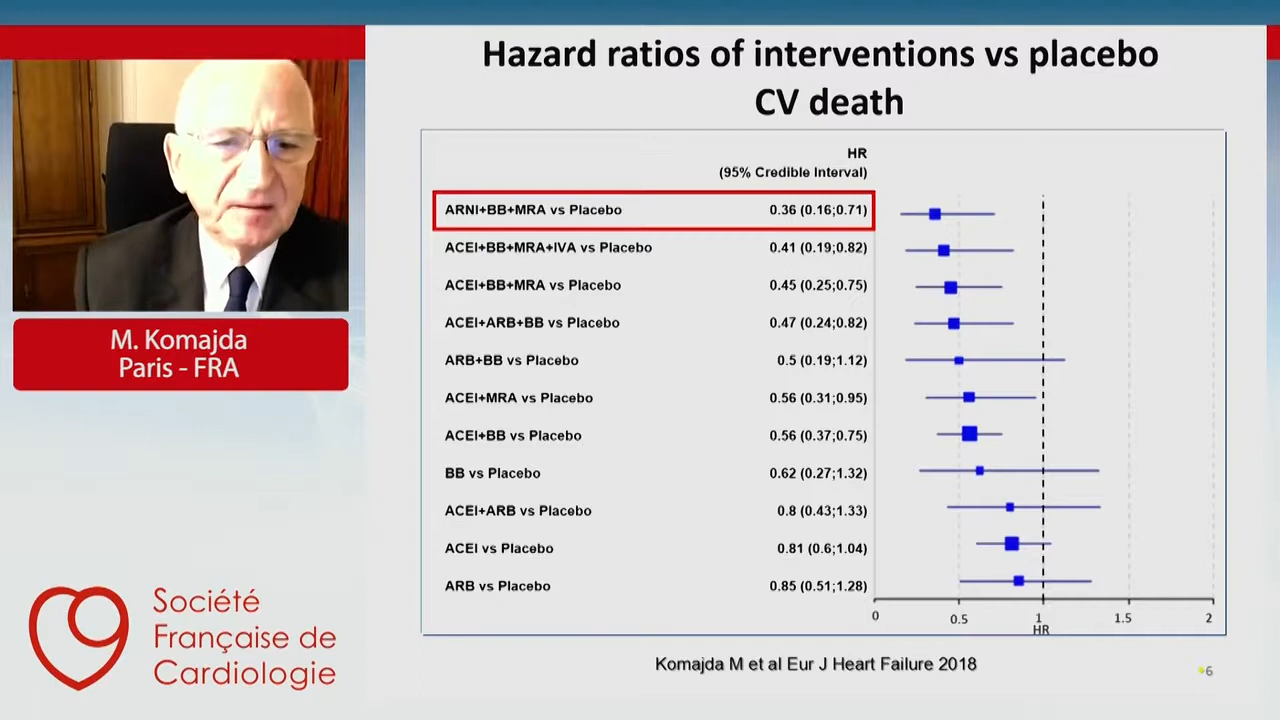 Hazard ratios of interventions vs placebo
CV death
HR
(95% Credible Interval)
ARNI+BB+MRA vs Placebo 0.36 (0.16;0.71)
ACEI+BB+MRA+IVA vs Placebo 0.41 (0.19;0.82)
ACEI+BB+MRA vs Placebo 0.45 (0.25;0.75)
ACEI+ARB+BB vs Placebo 0.47 (0.24;0.82)
ARB+BB vs Placebo 0.5 (0.19;1.12)
ACEI+MRA vs Placebo 0.56 (0.31;0.95)
ACEI+BB vs Placebo 0.56 (0.37;0.75)
BB vs Placebo 0.62 (0.27;1.32)
ACEI+ARB vs Placebo 0.8 (0.43;1.33)
ACEI vs Placebo 0.81 (0.6;1.04)
ARB vs Placebo 0.85 (0.51;1.28)
0 0.5 1 1.5 2
HR
Komajda M et al Eur J Heart Failure 2018
6
M. Komajda
Paris - FRA
Société
Française de
Cardiologie